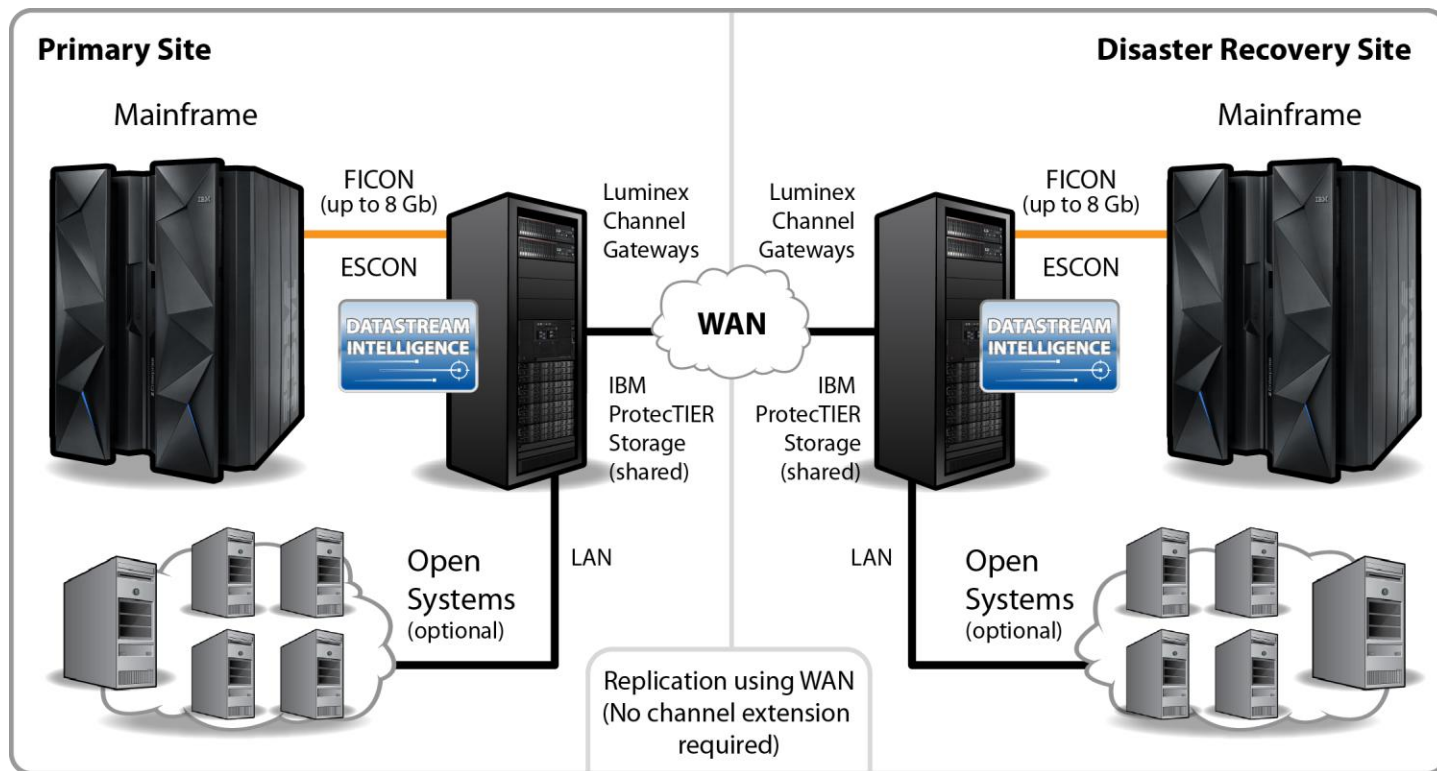 Primary Site
Disaster Recovery Site
Mainframe
FICON
(up to 8 Gb)
ESCON
DATASTREAM
INTELLIGENCE
Luminex
Channel
Gateways
IBM
ProtecTIER
Storage
(shared)
LAN
Open
Systems
(optional)
WAN
Luminex
Channel
Gateways
IBM
ProtecTIER
Storage
(shared)
FICON
(up to 8 Gb)
ESCON
DATASTREAM
INTELLIGENCE
Mainframe
IBM
IBM
LAN
Open
Systems
(optional)
Replication using WAN
(No channel extension
required)